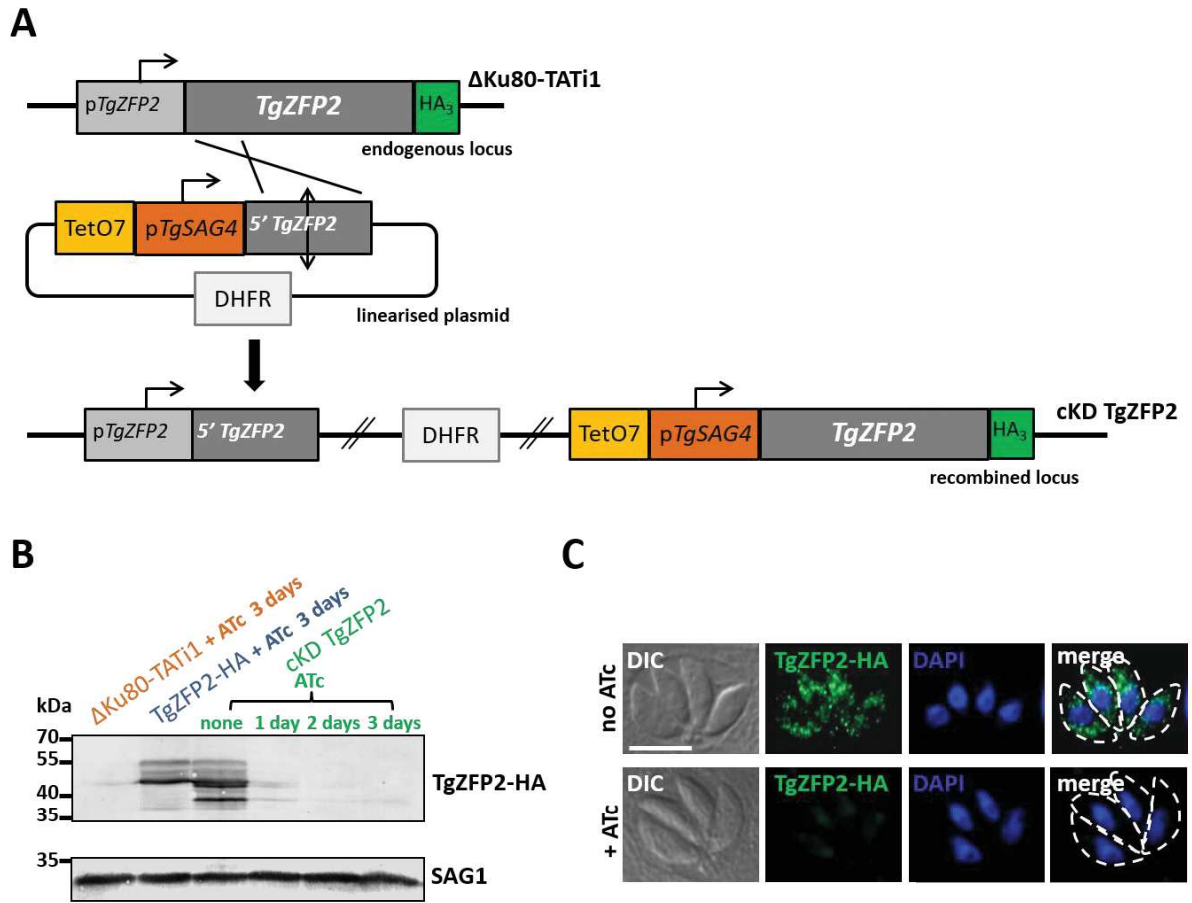 A
ΔKu80-TATi1
pTgZFP2 TgZFP2 HA3
endogenous locus
TetO7 pTgSAG4 5' TgZFP2
DHFR
linearised plasmid
cKD TgZFP2
pTgZFP2 5' TgZFP2 DHFR TetO7 pTgSAG4 TgZFP2 HA3
recombined locus
B
ΔKu80-TATi1 + ATc 3 days
TgZFP2-HA + ATc 3 days
cKD TgZFP2
ATc
kDa
none 1 day 2 days 3 days
70
55
40
35
TgZFP2-HA
35
SAG1
C
no ATc
DIC TgZFP2-HA DAPI merge
+ ATc
DIC TgZFP2-HA DAPI merge